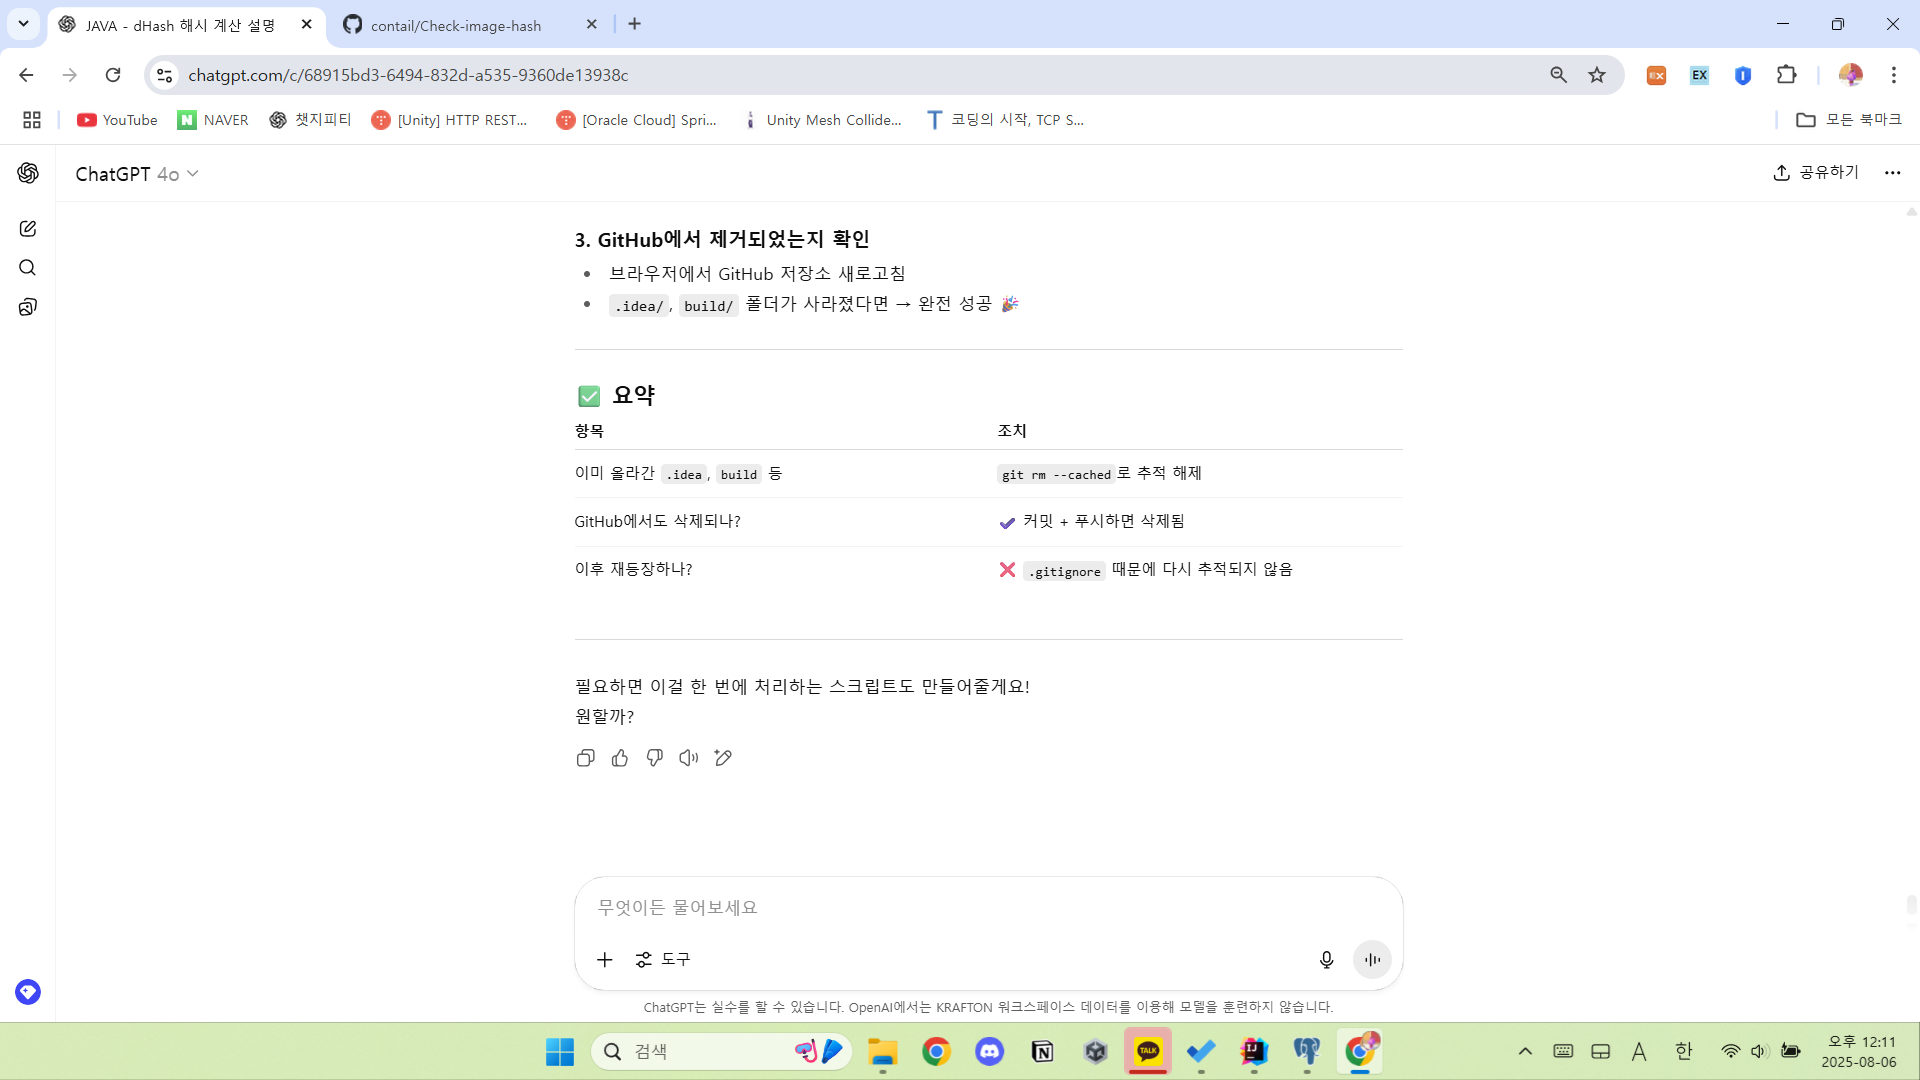 JAVA - dHash 해시 계산 설명
contail/Check-image-hash
chatgpt.com/c/68915bd3-6494-832d-a535-9360de13938c
EX
YouTube
NAVER
챗지피티
[Unity] HTTP REST...
[Oracle Cloud] Spri...
Unity Mesh Collide...
코딩의 시작, TCP S...
모든 북마크
ChatGPT 4o
공유하기
3. GitHub에서 제거되었는지 확인
브라우저에서 GitHub 저장소 새로고침
.idea/, build/ 폴더가 사라졌다면 → 완전 성공 🎉
✅ 요약
항목 조치
이미 올라간 .idea, build 등 git rm --cached로 추적 해제
GitHub에서도 삭제되나? ✔ 커밋 + 푸시하면 삭제됨
이후 재등장하나? ❌ .gitignore 때문에 다시 추적되지 않음
필요하면 이걸 한 번에 처리하는 스크립트도 만들어줄게요!
원할까?
무엇이든 물어보세요
도구
ChatGPT는 실수를 할 수 있습니다. OpenAI에서는 KRAFTON 워크스페이스 데이터를 이용해 모델을 훈련하지 않습니다.
검색
TALK
IJ
A
한
오후 12:11
2025-08-06